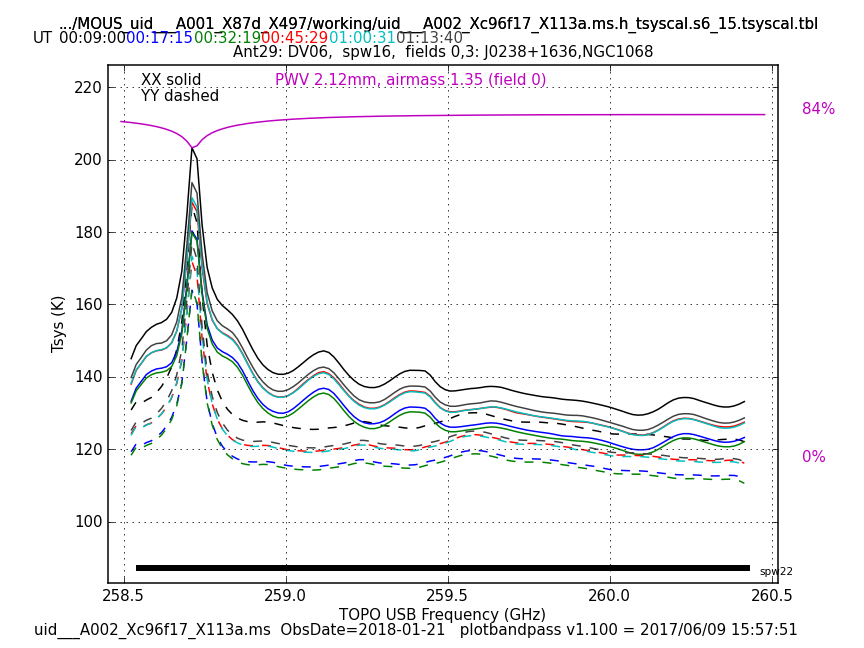 .../MOUS_uid___A001_X87d_X497/working/uid___A002_Xc96f17_X113a.ms.h_tsyscal.s6_15.tsyscal.tbl
UT 00:09:00 00:17:15 00:32:19 00:45:29 01:00:31 01:13:40
Ant29: DV06, spw16, fields 0,3: J0238+1636,NGC1068
XX solid
YY dashed
PWV 2.12mm, airmass 1.35 (field 0)
84%
0%
Tsys (K)
220
200
180
160
140
120
100
spw22
258.5 259.0 259.5 260.0 260.5
TOPO USB Frequency (GHz)
uid___A002_Xc96f17_X113a.ms ObsDate=2018-01-21 plotbandpass v1.100 = 2017/06/09 15:57:51